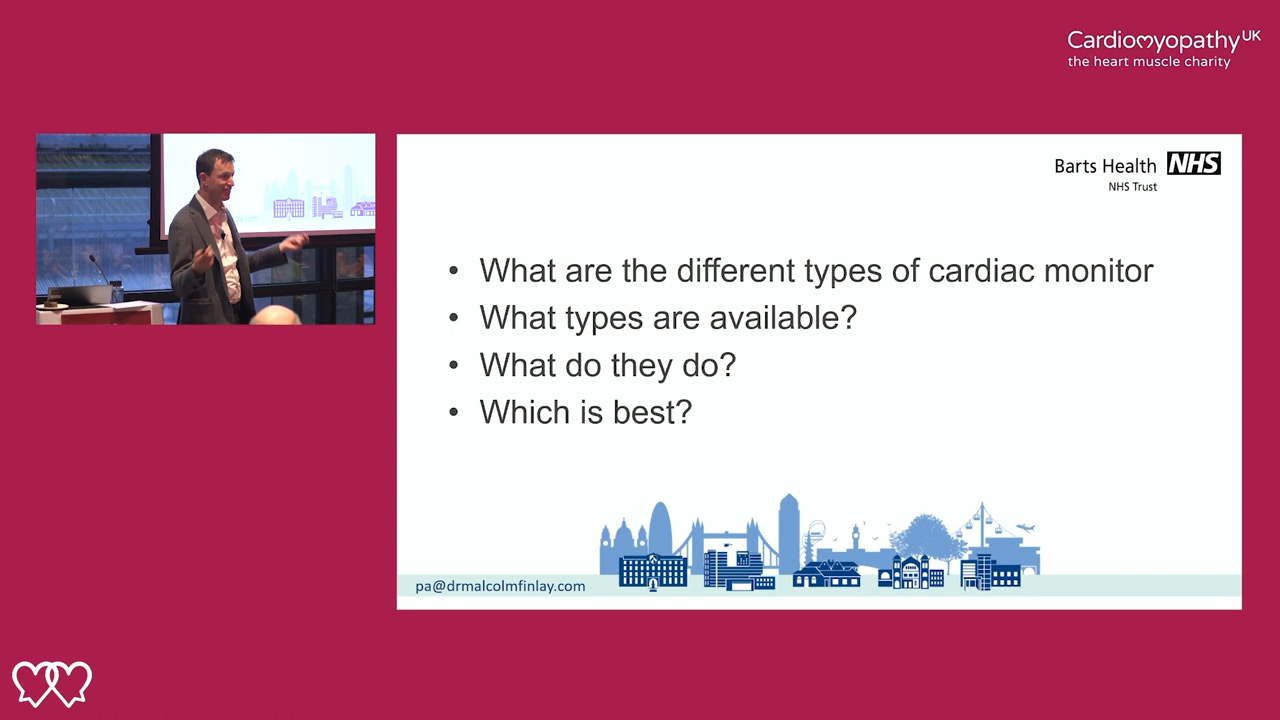 Cardiomyopathy UK
the heart muscle charity
Barts Health NHS
NHS Trust
• What are the different types of cardiac monitor
• What types are available?
• What do they do?
• Which is best?
pa@drmalcolmfinlay.com